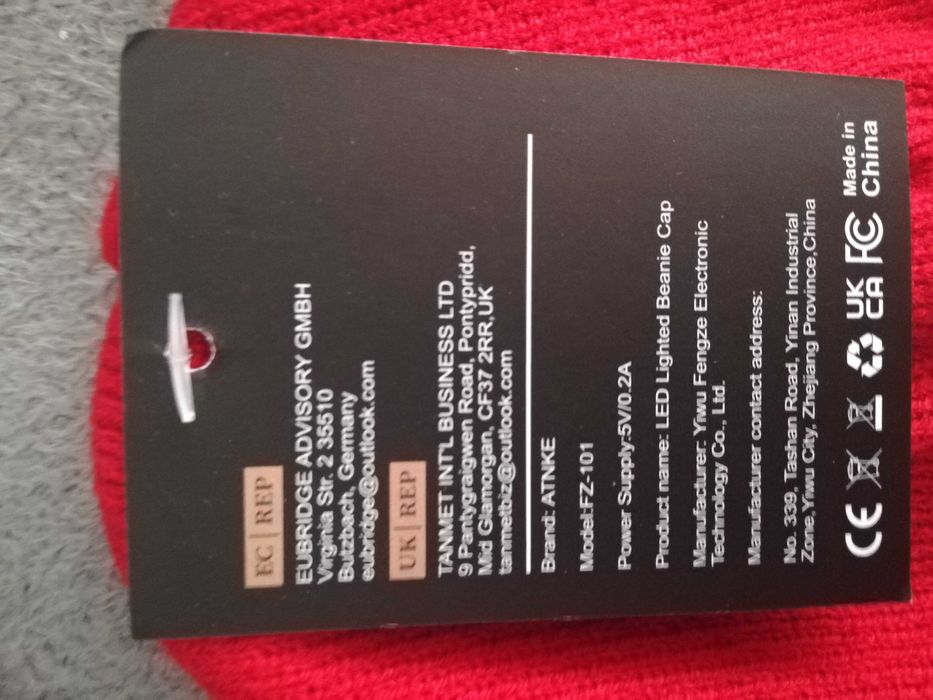 EC | REP
EUBRIDGE ADVISORY GMBH
Virginia Str. 2 35510
Butzbach, Germany
eubridge@outlook.com
UK | REP
TANMET INT'L BUSINESS LTD
9 Pantygraigwen Road, Pontypridd,
Mid Glamorgan, CF37 2RR,UK
tanmetbiz@outlook.com
Brand: ATNKE
Model:FZ-101
Power Supply:5V/0.2A
Product name: LED Lighted Beanie Cap
Manufacturer: Yiwu Fengze Electronic
Technology Co., Ltd.
Manufacturer contact address:
No. 339, Tashan Road, Yinan Industrial
Zone,Yiwu City, Zhejiang Province,China
CE UK CA FC Made in
China